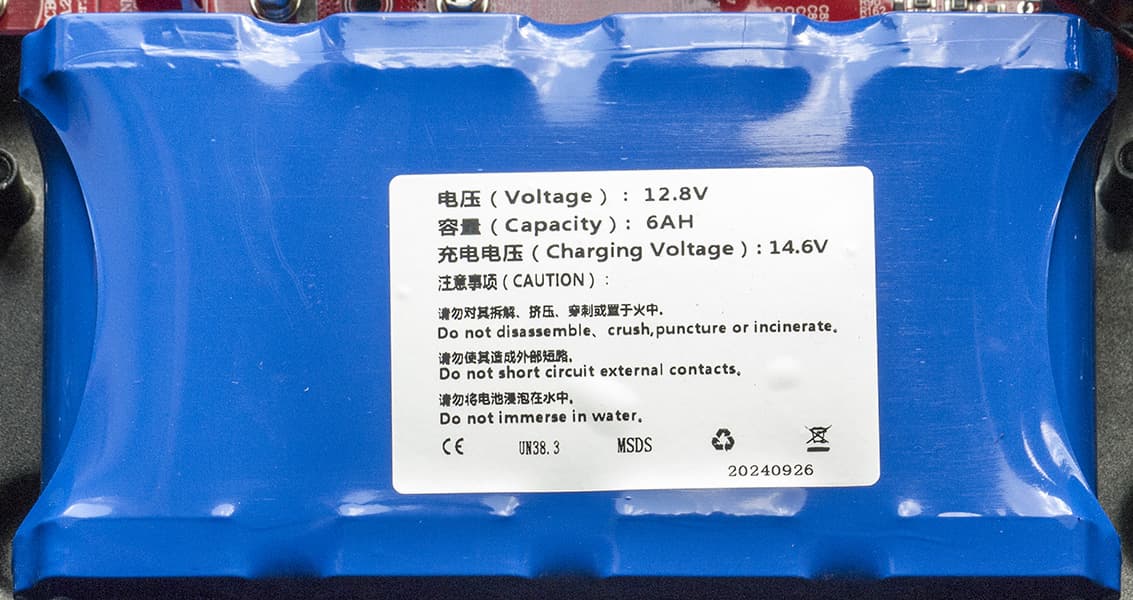 电压（Voltage）： 12.8V
容量（Capacity）： 6AH
充电电压（Charging Voltage）：14.6V
注意事项（CAUTION）：
请勿对其拆解、挤压、穿刺或置于火中.
Do not disassemble、crush,puncture or incinerate.
请勿使其造成外部短路.
Do not short circuit external contacts.
请勿将电池浸泡在水中.
Do not immerse in water.
CE UN38.3 MSDS
20240926